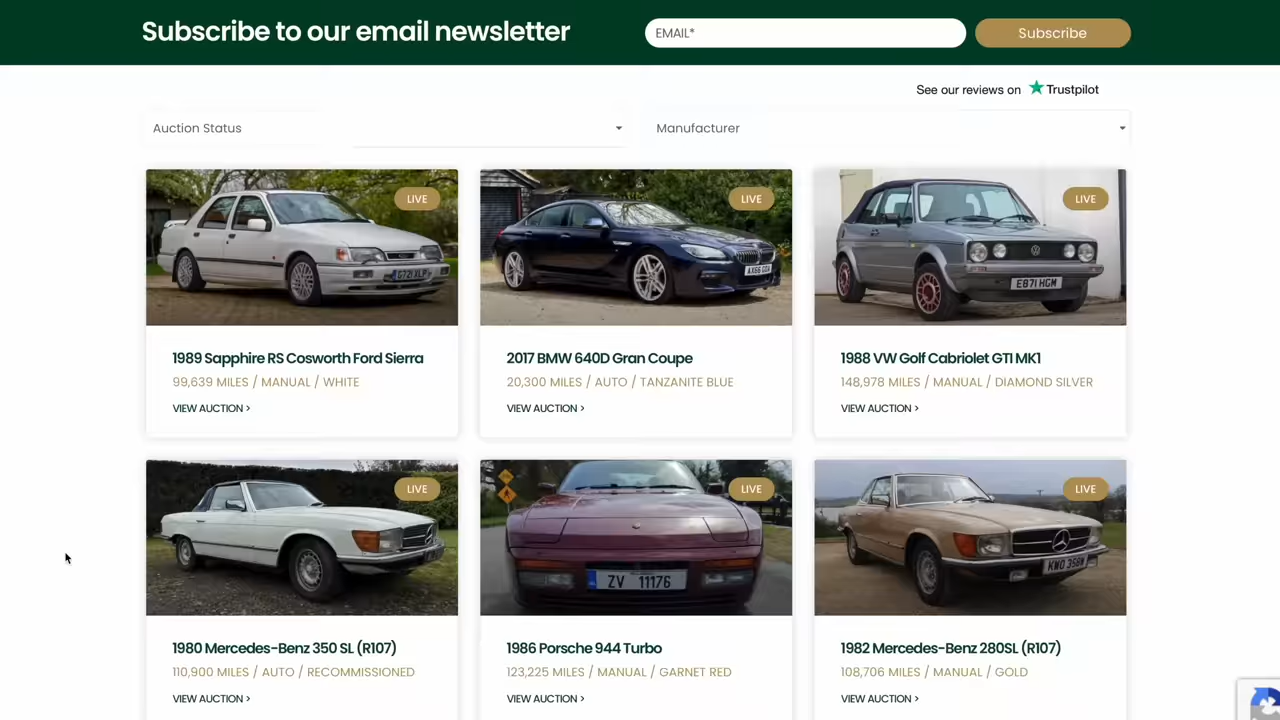 Subscribe to our email newsletter
EMAIL*
Subscribe
See our reviews on Trustpilot
Auction Status
Manufacturer
LIVE
G721 XLP
LIVE
LIVE
E871 HGM
1989 Sapphire RS Cosworth Ford Sierra
99,639 MILES / MANUAL / WHITE
VIEW AUCTION >
2017 BMW 640D Gran Coupe
20,300 MILES / AUTO / TANZANITE BLUE
VIEW AUCTION >
1988 VW Golf Cabriolet GTI MK1
148,978 MILES / MANUAL / DIAMOND SILVER
VIEW AUCTION >
LIVE
LIVE
ZV 11176
LIVE
1980 Mercedes-Benz 350 SL (R107)
110,900 MILES / AUTO / RECOMMISSIONED
VIEW AUCTION >
1986 Porsche 944 Turbo
123,225 MILES / MANUAL / GARNET RED
VIEW AUCTION >
1982 Mercedes-Benz 280SL (R107)
108,706 MILES / MANUAL / GOLD
VIEW AUCTION >